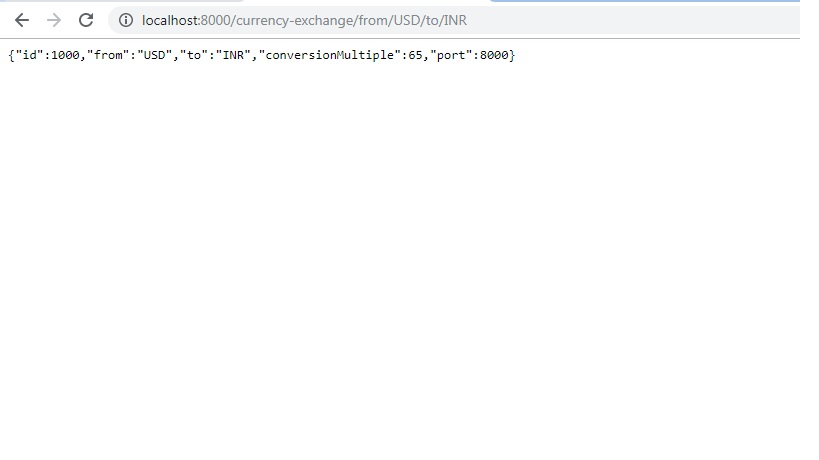 localhost:8000/currency-exchange/from/USD/to/INR
{"id":1000,"from":"USD","to":"INR","conversionMultiple":65,"port":8000}